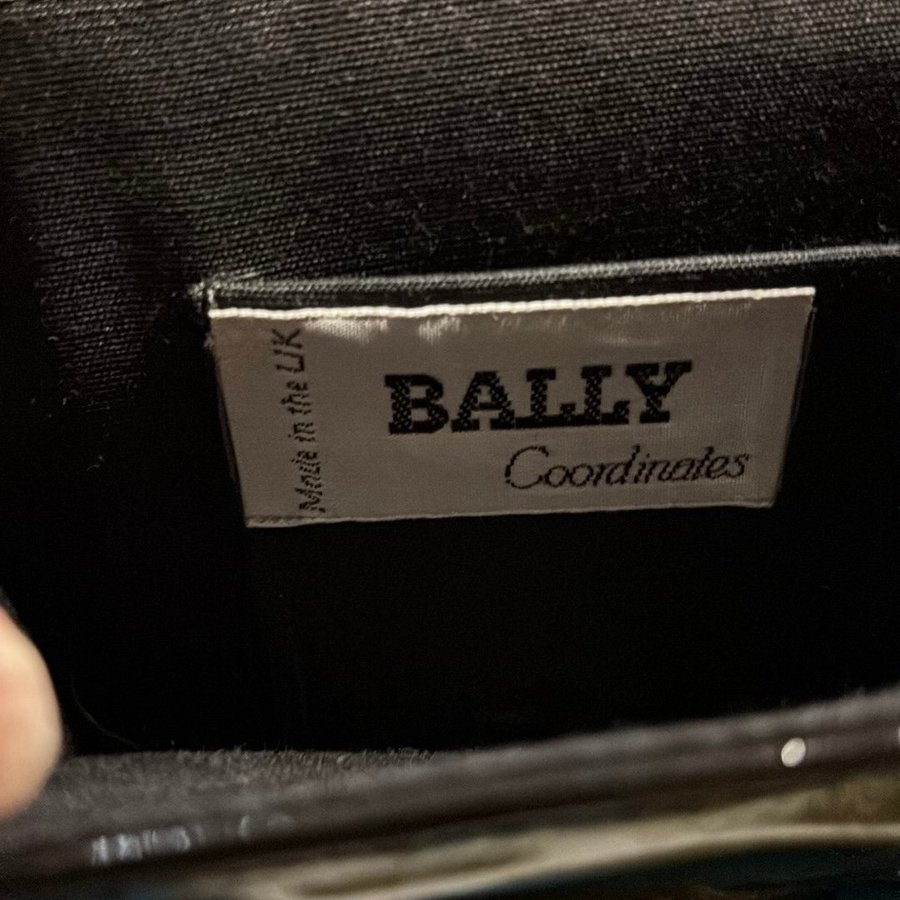 Made in the UK
BALLY
Coordinates